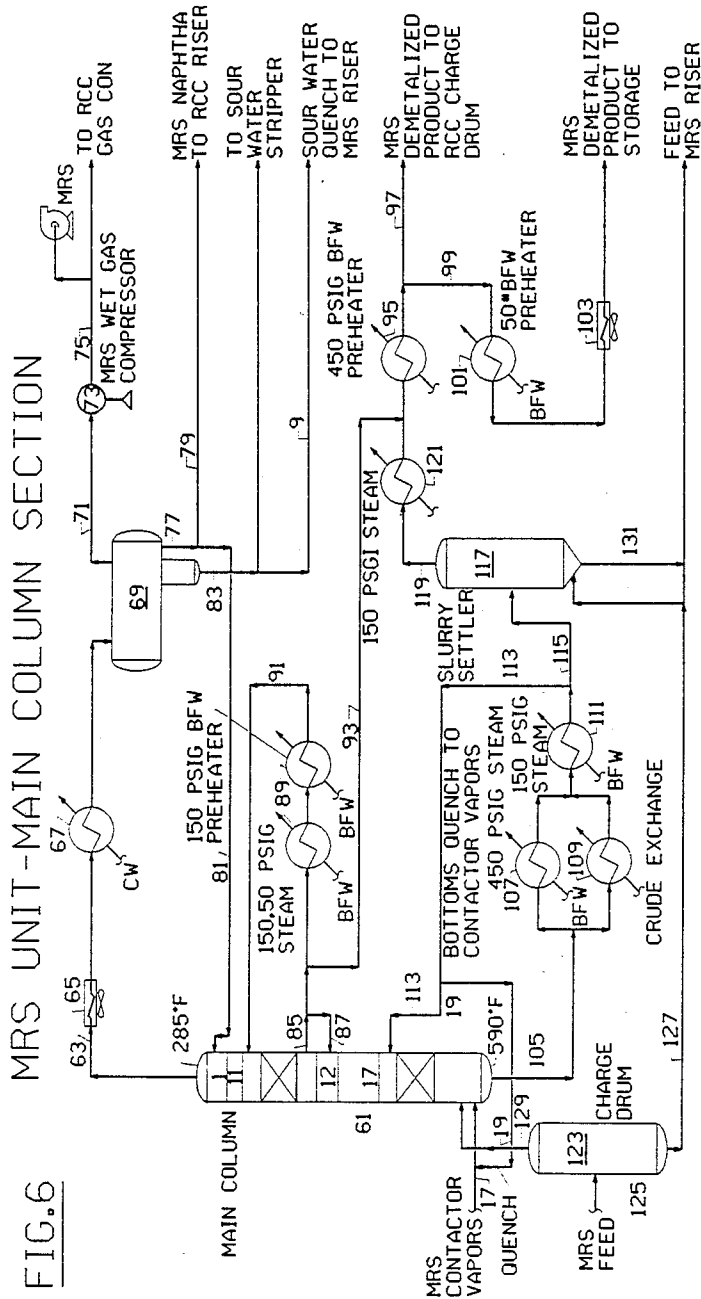 FIG.6
MRS UNIT-MAIN COLUMN SECTION
63
65
67
CW
285°F
69
71
73
MRS WET GAS
COMPRESSOR
75
MRS
TO RCC
GAS CON
77
79
MRS NAPHTHA
TO RCC RISER
81
83
TO SOUR
WATER
STRIPPER
9
SOUR WATER
QUENCH TO
MRS RISER
MAIN COLUMN
1
11
12
17
61
85
87
150,50 PSIG
STEAM
BFW
89
150 PSIG BFW
PREHEATER
BFW
91
93
150 PSGI STEAM
121
450 PSIG BFW
PREHEATER
95
97
MRS
DEMETALIZED
PRODUCT TO
RCC CHARGE
DRUM
99
101
BFW
50#BFW
PREHEATER
103
MRS
DEMETALIZED
PRODUCT TO
STORAGE
113
19
BOTTOMS QUENCH TO
CONTACTOR VAPORS
590°F
105
107
450 PSIG STEAM
BFW
109
CRUDE EXCHANGE
150 PSIG
STEAM
111
BFW
113
115
SLURRY
SETTLER
117
119
131
FEED TO
MRS RISER
MRS
CONTACTOR
VAPORS
17
QUENCH
19
129
MRS
FEED
123
125
CHARGE
DRUM
127